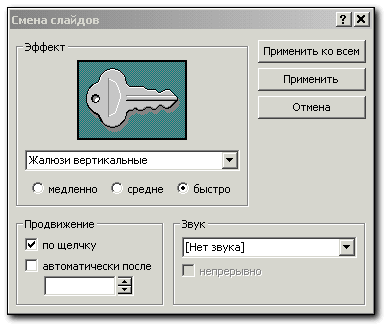 Смена слайдов
Эффект
Применить ко всем
Применить
Отмена
Жалюзи вертикальные
медленно средне быстро
Продвижение
по щелчку
автоматически после
Звук
[Нет звука]
непрерывно